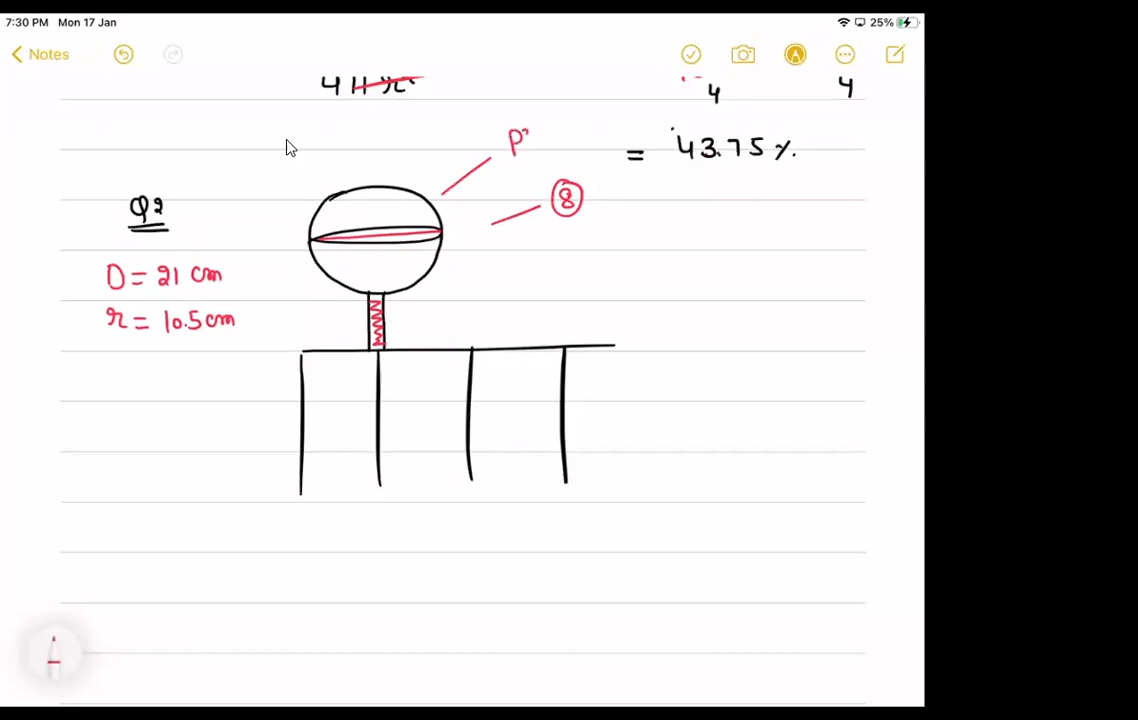 7:30 PM Mon 17 Jan
25%
Notes
4
4
= 43.75 %.
P'
8
Q2
D = 21 cm
r = 10.5 cm